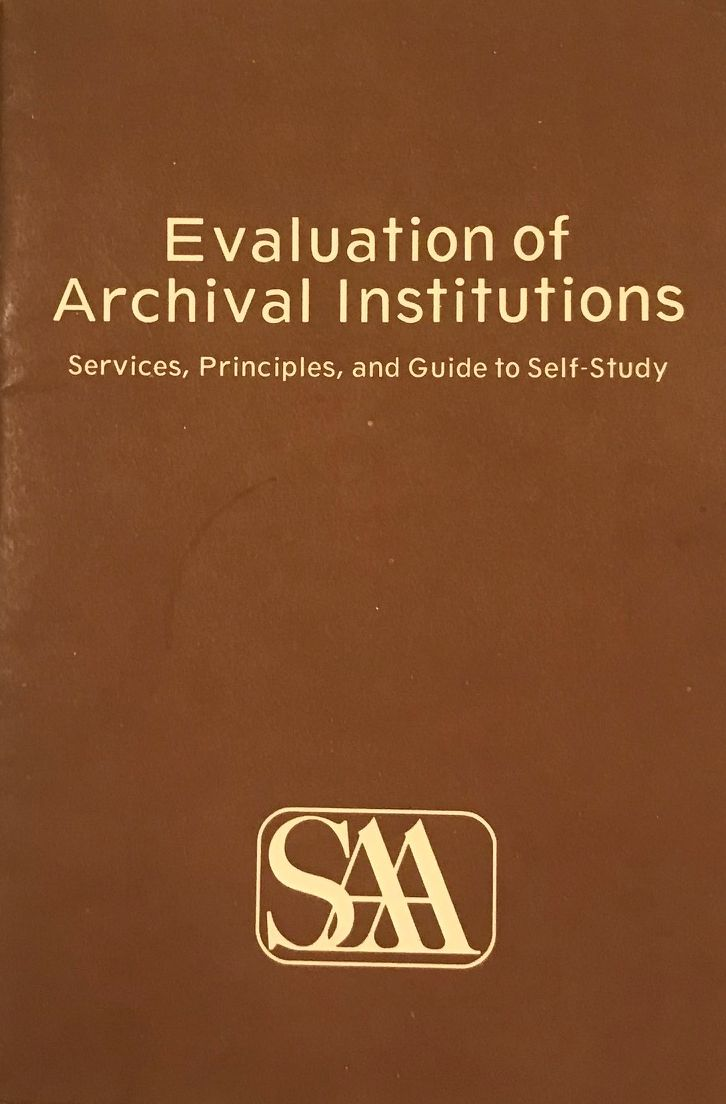 Evaluation of
Archival Institutions
Services, Principles, and Guide to Self-Study
SAA